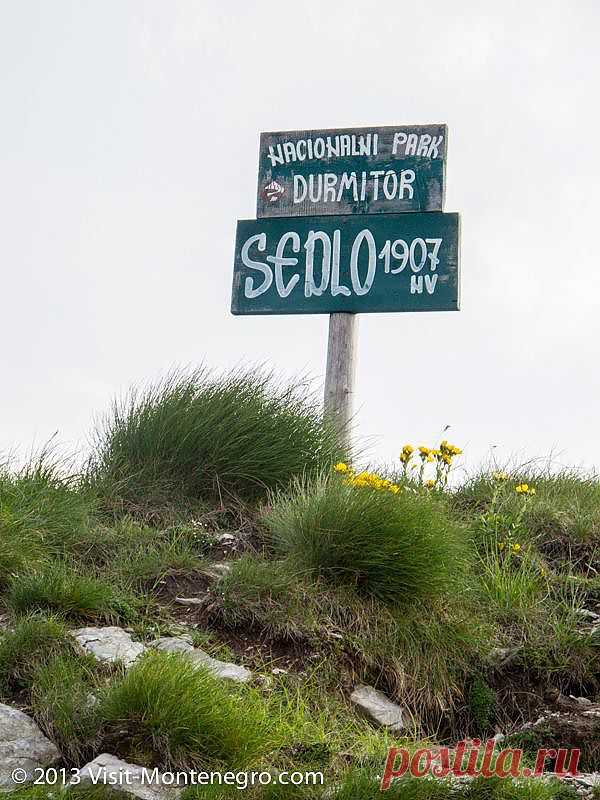 NACIONALNI PARK
DURMITOR
SEDLO 1907
NV
© 2013 Visit-Montenegro.com
postila.ru